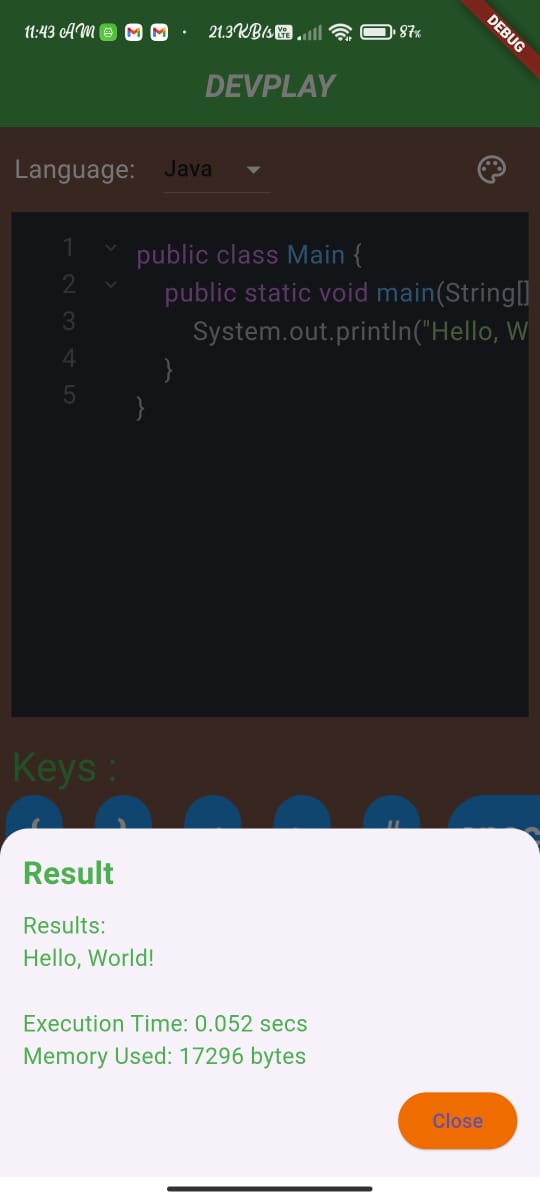 11:43 AM · 21.3KB/s Vo LTE 87%
DEBUG
DEVPLAY
Language: Java
1 public class Main {
2 public static void main(String[]
3 System.out.println("Hello, W
4 }
5 }
Keys :
Result
Results:
Hello, World!
Execution Time: 0.052 secs
Memory Used: 17296 bytes
Close